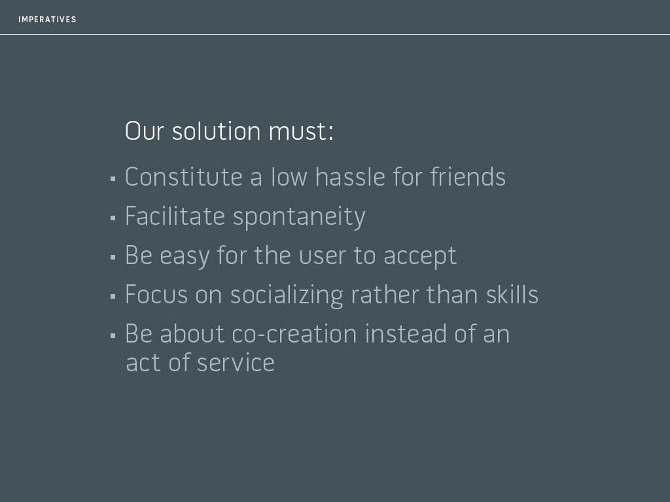 IMPERATIVES
Our solution must:
▪ Constitute a low hassle for friends
▪ Facilitate spontaneity
▪ Be easy for the user to accept
▪ Focus on socializing rather than skills
▪ Be about co-creation instead of an
act of service